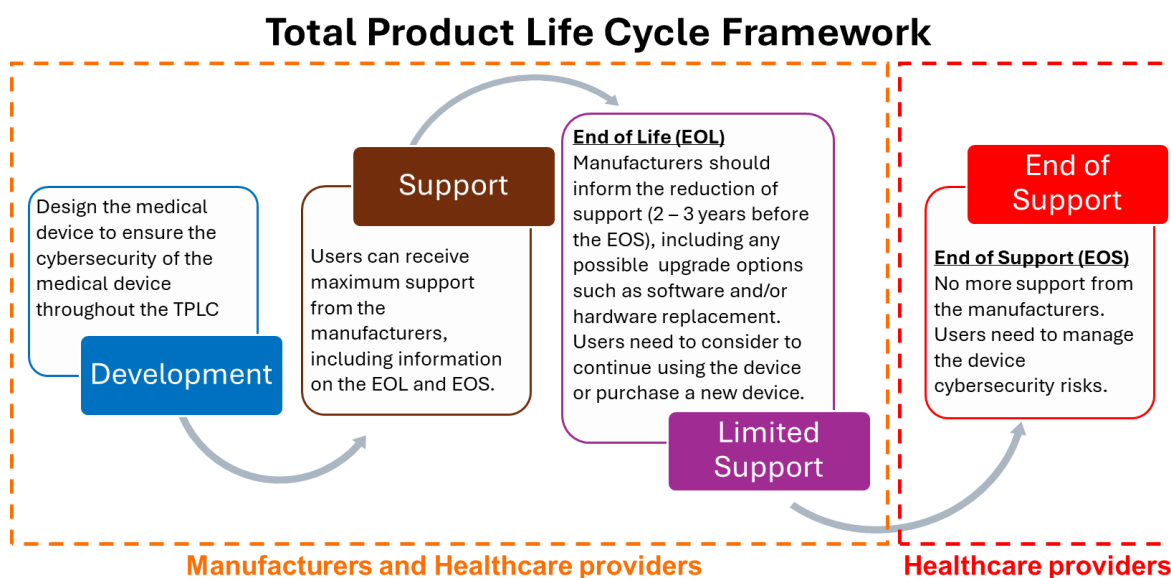 Total Product Life Cycle Framework
Design the medical
device to ensure the
cybersecurity of the
medical device
throughout the TPLC
Development
Support
Users can receive
maximum support
from the
manufacturers,
including information
on the EOL and EOS.
End of Life (EOL)
Manufacturers should
inform the reduction of
support (2 – 3 years before
the EOS), including any
possible upgrade options
such as software and/or
hardware replacement.
Users need to consider to
continue using the device
or purchase a new device.
Limited
Support
End of
Support
End of Support (EOS)
No more support from
the manufacturers.
Users need to manage
the device
cybersecurity risks.
Manufacturers and Healthcare providers
Healthcare providers